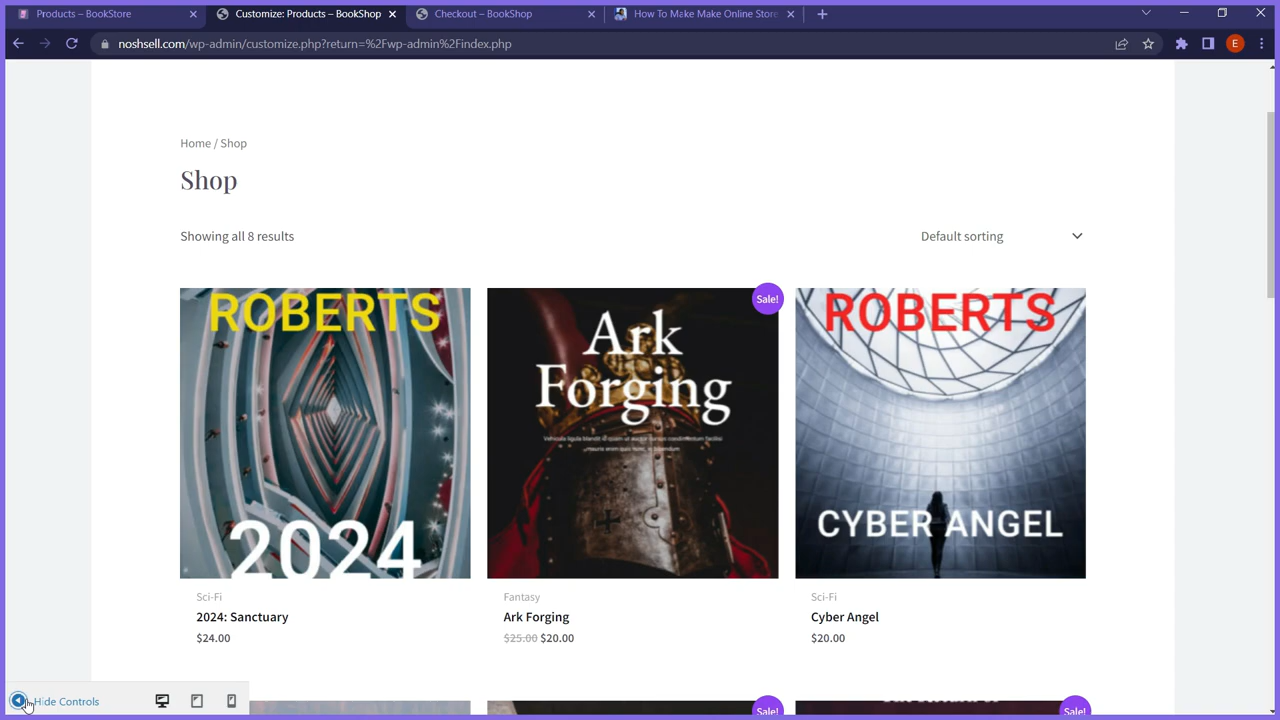 Products – BookStore
Customize: Products – BookShop
Checkout – BookShop
How To Make Make Online Store
noshsell.com/wp-admin/customize.php?return=%2Fwp-admin%2Findex.php
E
Home / Shop
Shop
Showing all 8 results
Default sorting
ROBERTS
2024
Sale!
Ark
Forging
ROBERTS
CYBER ANGEL
Sci-Fi
2024: Sanctuary
$24.00
Fantasy
Ark Forging
$25.00 $20.00
Sci-Fi
Cyber Angel
$20.00
Hide Controls
Sale!
Sale!